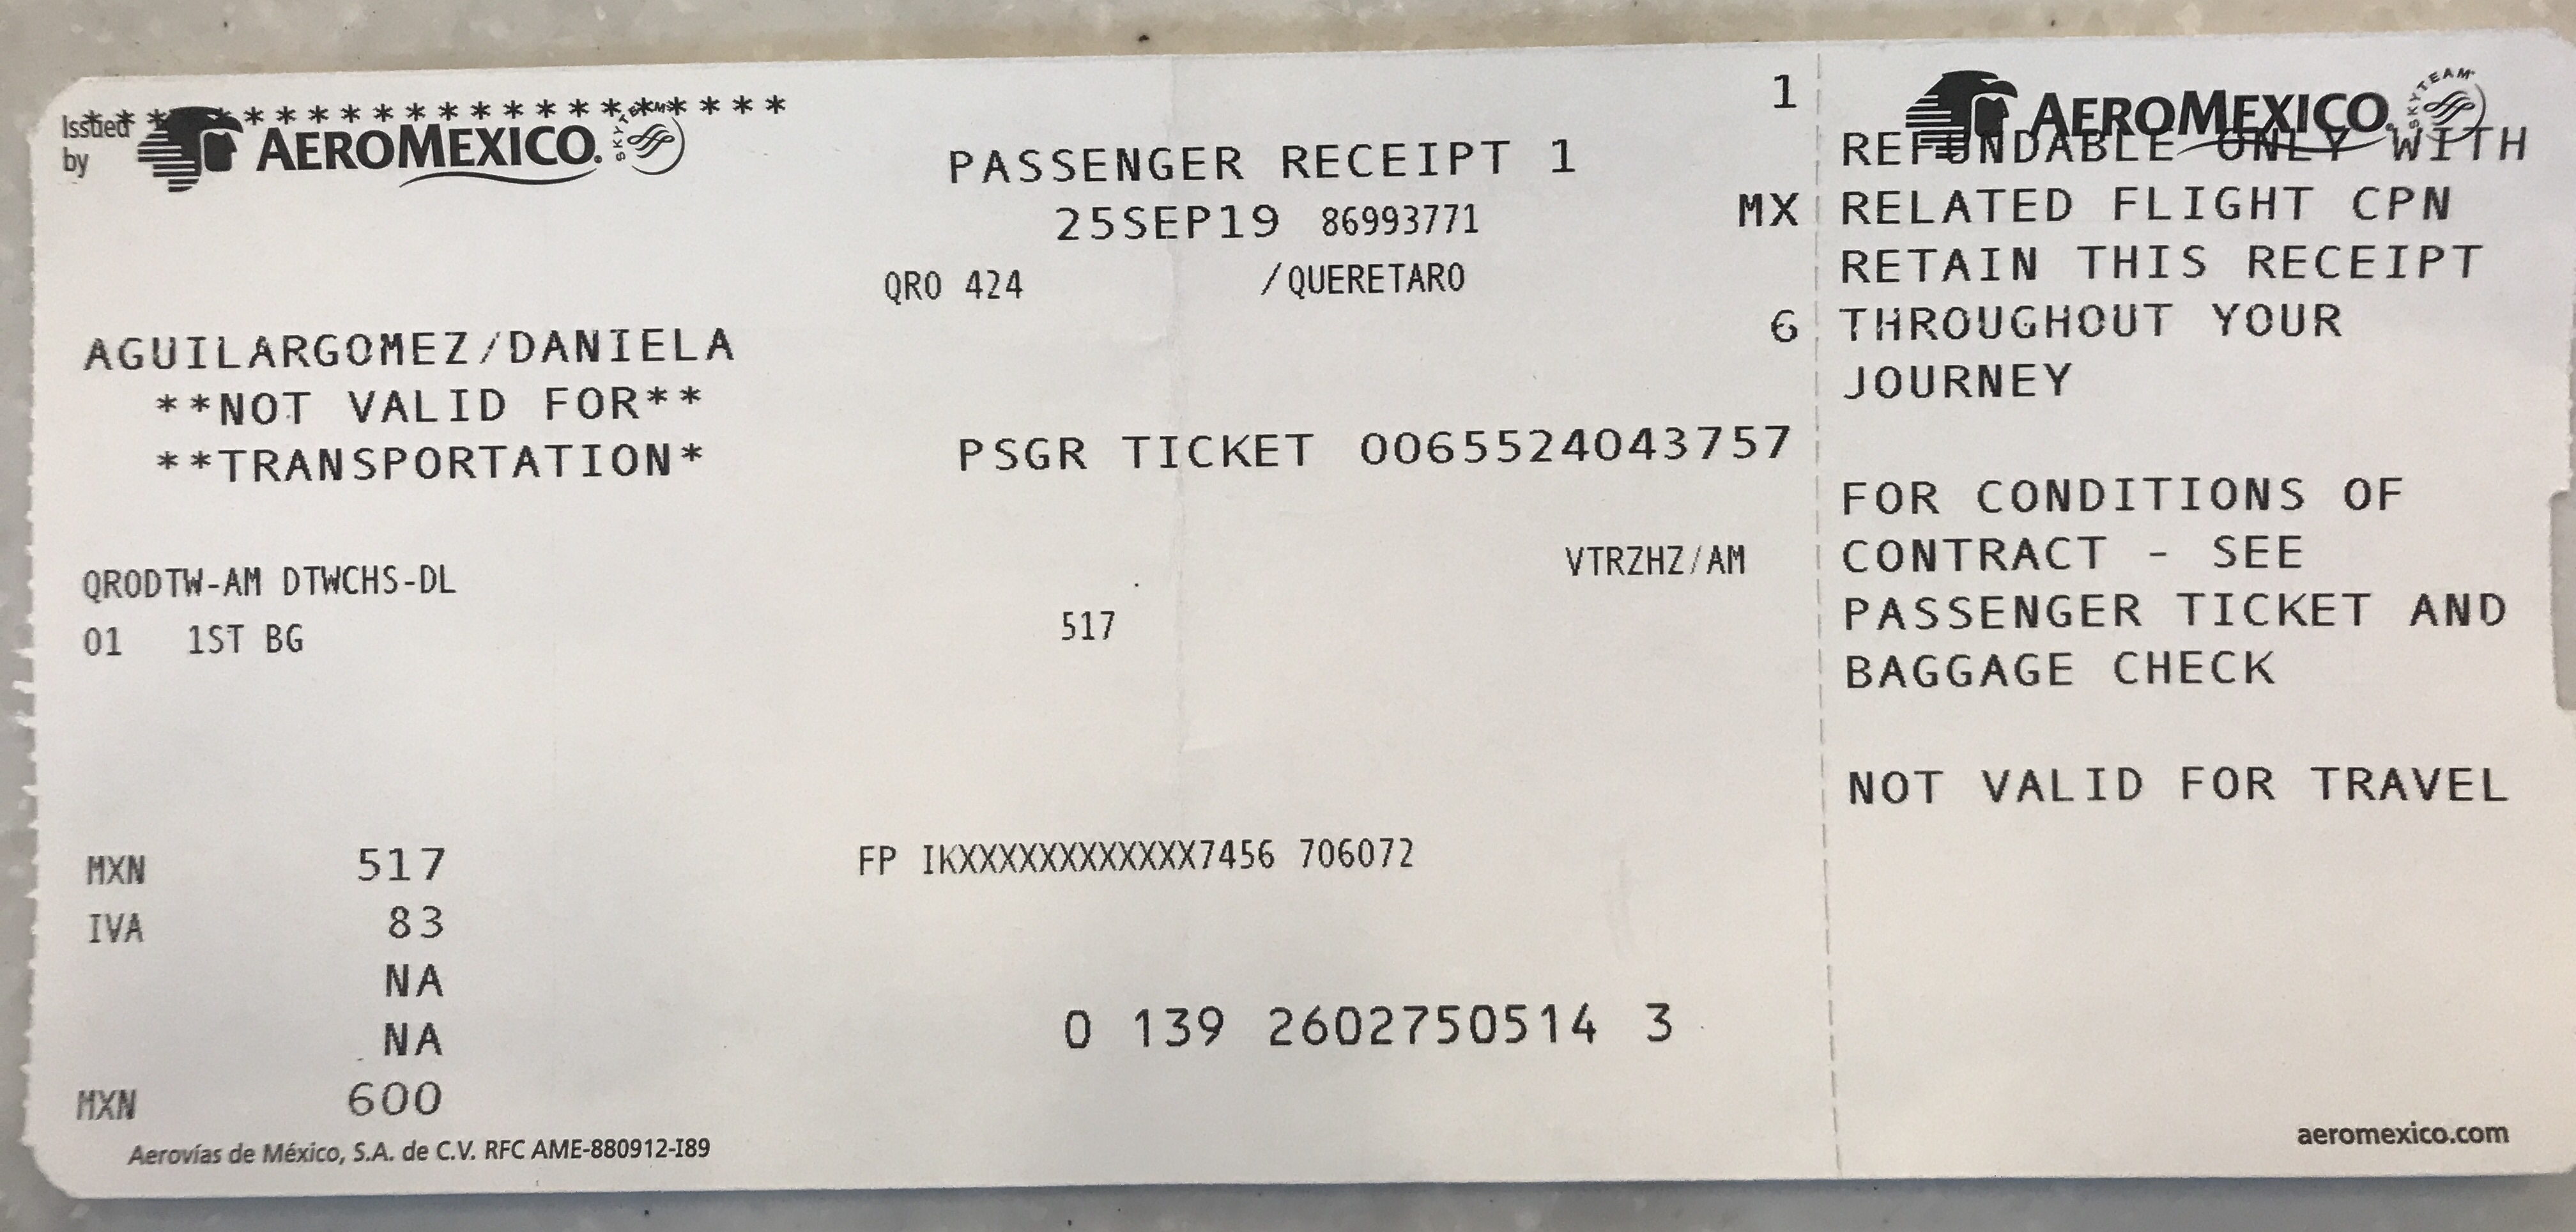 * * * * * * * * * * * * * * * * * * * * * *
Issued
by
AEROMEXICO.
SKYTEAM
1
PASSENGER RECEIPT 1
25SEP19 86993771 MX
QRO 424 /QUERETARO
6
AGUILARGOMEZ/DANIELA
**NOT VALID FOR**
**TRANSPORTATION*
PSGR TICKET 0065524043757
QRODTW-AM DTWCHS-DL VTRZHZ/AM
01 1ST BG 517
MXN 517 FP IKXXXXXXXXXXXX7456 706072
IVA 83
NA
NA
0 139 2602750514 3
MXN 600
Aerovías de México, S.A. de C.V. RFC AME-880912-I89
AEROMEXICO.
SKYTEAM
REFUNDABLE ONLY WITH
RELATED FLIGHT CPN
RETAIN THIS RECEIPT
THROUGHOUT YOUR
JOURNEY
FOR CONDITIONS OF
CONTRACT - SEE
PASSENGER TICKET AND
BAGGAGE CHECK
NOT VALID FOR TRAVEL
aeromexico.com